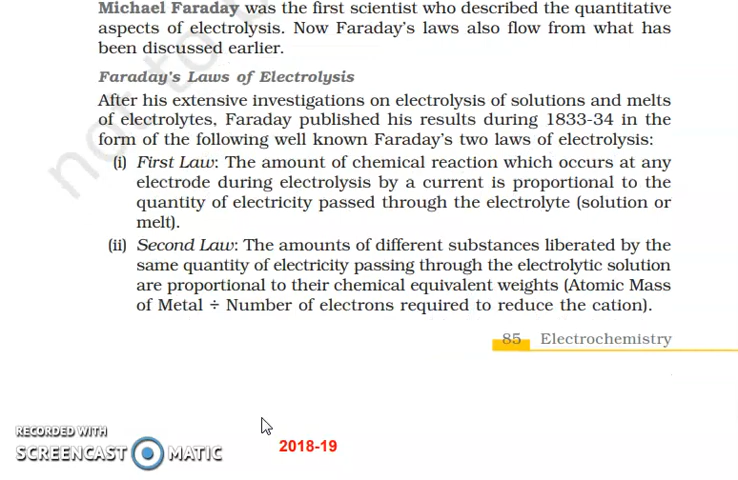 Michael Faraday was the first scientist who described the quantitative
aspects of electrolysis. Now Faraday's laws also flow from what has
been discussed earlier.
Faraday's Laws of Electrolysis
After his extensive investigations on electrolysis of solutions and melts
of electrolytes, Faraday published his results during 1833-34 in the
form of the following well known Faraday's two laws of electrolysis:
(i) First Law: The amount of chemical reaction which occurs at any
electrode during electrolysis by a current is proportional to the
quantity of electricity passed through the electrolyte (solution or
melt).
(ii) Second Law: The amounts of different substances liberated by the
same quantity of electricity passing through the electrolytic solution
are proportional to their chemical equivalent weights (Atomic Mass
of Metal ÷ Number of electrons required to reduce the cation).
85 Electrochemistry
RECORDED WITH
SCREENCAST MATIC
2018-19
not to